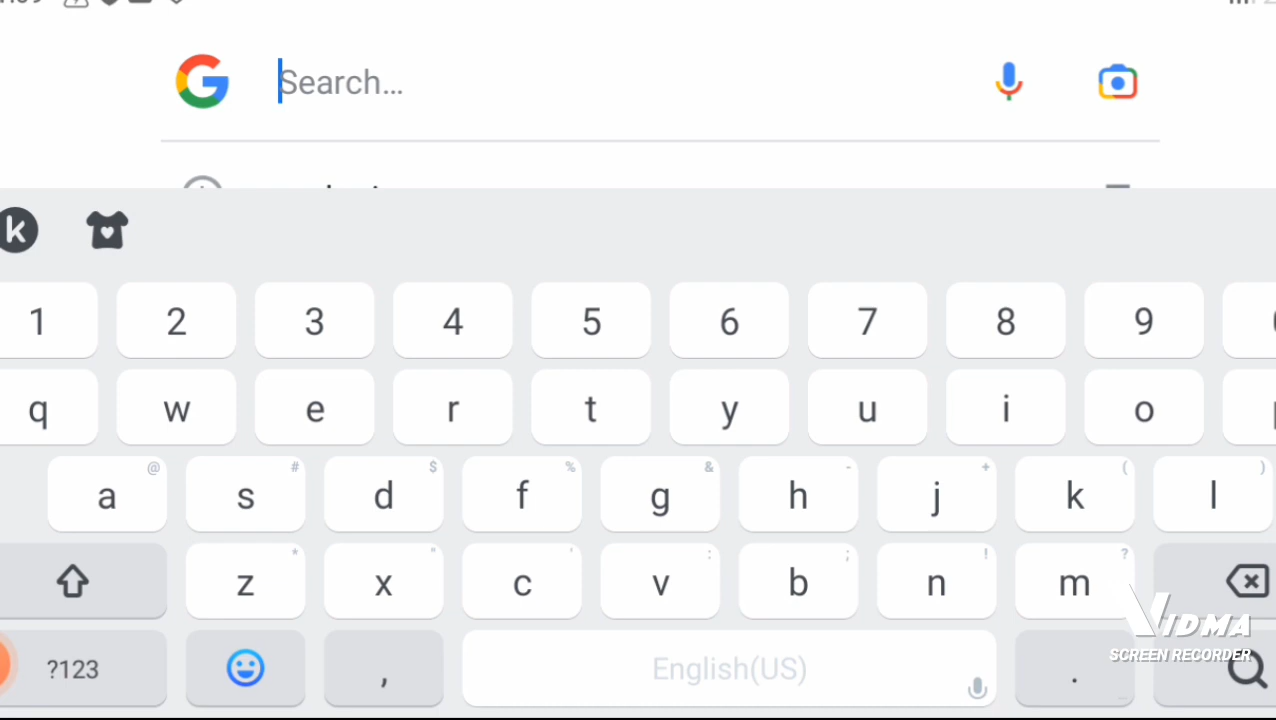 Search...
k
1 2 3 4 5 6 7 8 9
q w e r t y u i o
@ # $ % & - + ( )
a s d f g h j k l
* " ' : ; ! ?
z x c v b n m
?123 , English(US) .
VIDMA
SCREEN RECORDER